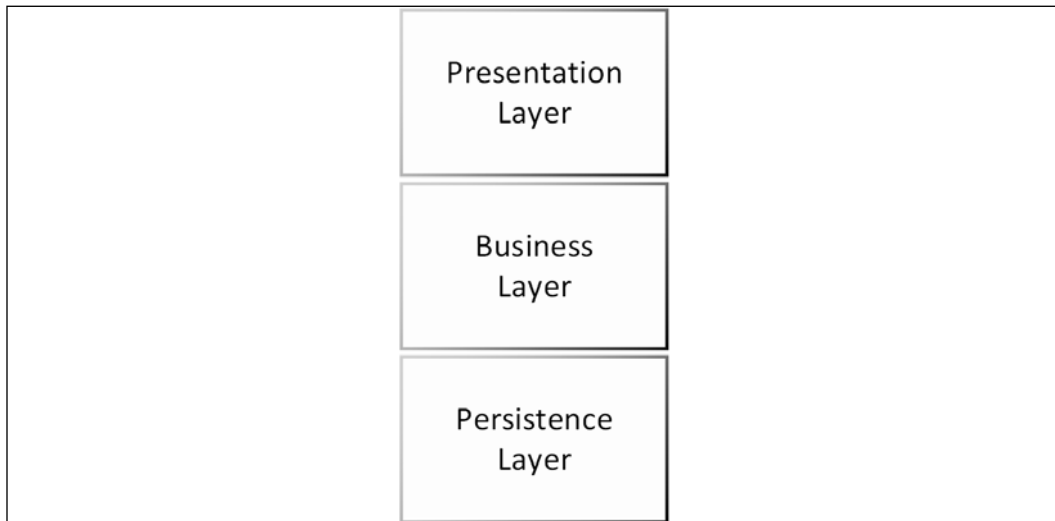 Presentation
Layer
Business
Layer
Persistence
Layer